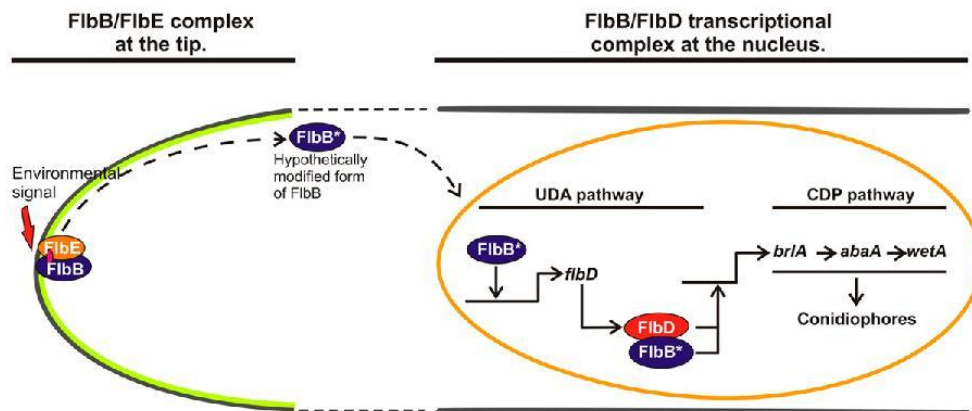 FlbB/FlbE complex
at the tip.
FlbB/FlbD transcriptional
complex at the nucleus.
FlbB*
Hypothetically
modified form
of FlbB
Environmental
signal
FlbE
FlbB
UDA pathway
CDP pathway
FlbB*
flbD
brlA
abaA
wetA
FlbD
FlbB*
Conidiophores